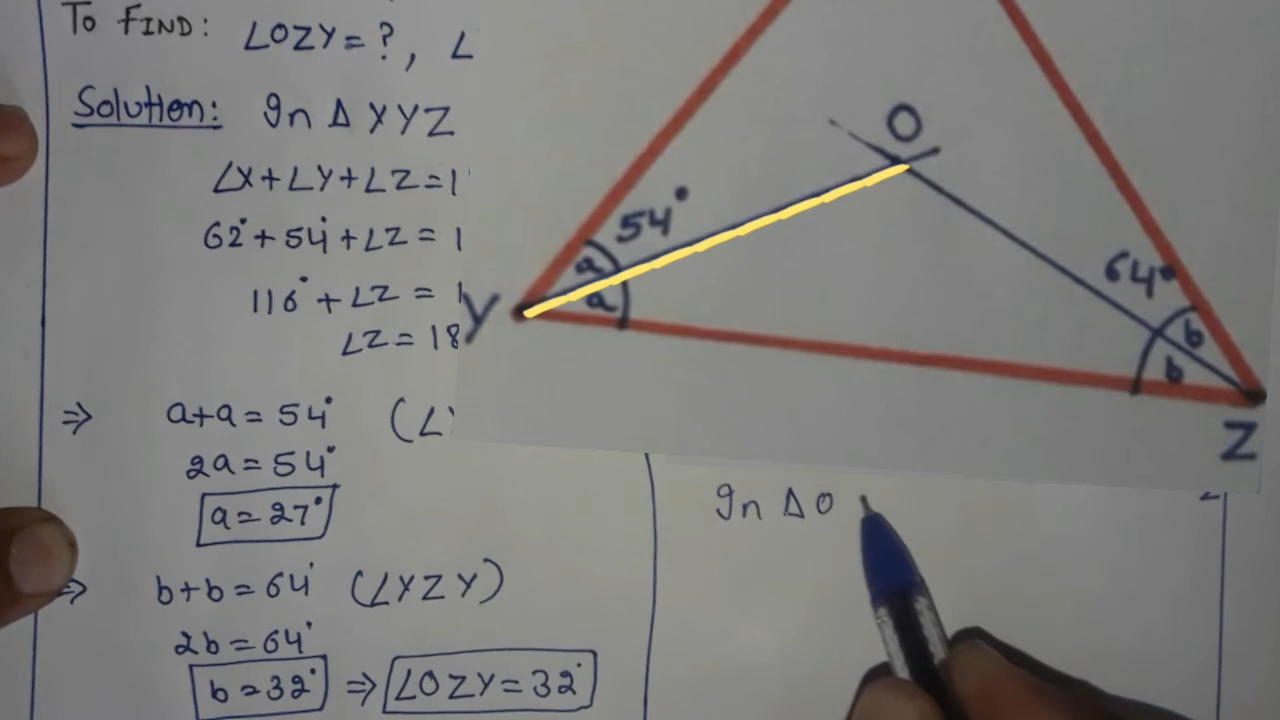 To FIND: ∠OZY = ?, ∠
Solution: In Δ XYZ
∠X+∠Y+∠Z=1
62°+54°+∠Z = 1
116° + ∠Z = 1
∠Z = 18
⇒ a+a = 54° (∠
2a = 54°
a = 27°
⇒ b+b = 64° (∠XZY)
2b = 64°
b = 32° ⇒ ∠OZY = 32°
O
54°
a
a
Y
64°
b
b
Z
In Δ O